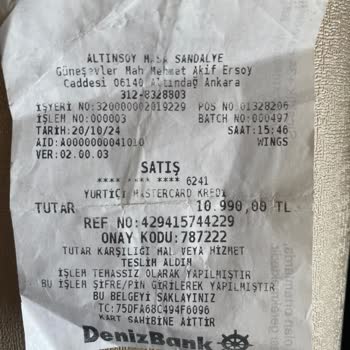 ALTINSOY MASA SANDALYE
Güneşevler Mah Mehmet Akif Ersoy
Caddesi 06140 Altındağ Ankara
312-8328803
İŞYERİ NO:320000002019229 POS NO:01328206
İŞLEM NO:000003 BATCH NO:000497
TARİH:20/10/24 SAAT:15:46
AID:A0000000041010 WINGS
VER:02.00.03
SATIŞ
**** **** **** 6241
YURTİÇİ MASTERCARD KREDİ
TUTAR 10.990,00 TL
REF NO:429415744229
ONAY KODU:787222
TUTAR KARŞILIĞI MAL VEYA HİZMET
TESLİM ALDIM
İŞLEM TEMASSIZ OLARAK YAPILMIŞTIR
BU İŞLEM ŞİFRE/PİN GİRİLEREK YAPILMIŞTIR
BU BELGEYİ SAKLAYINIZ
TC:75DFA68C494F6096
KART SAHİBİNE AİTTİR
DenizBank